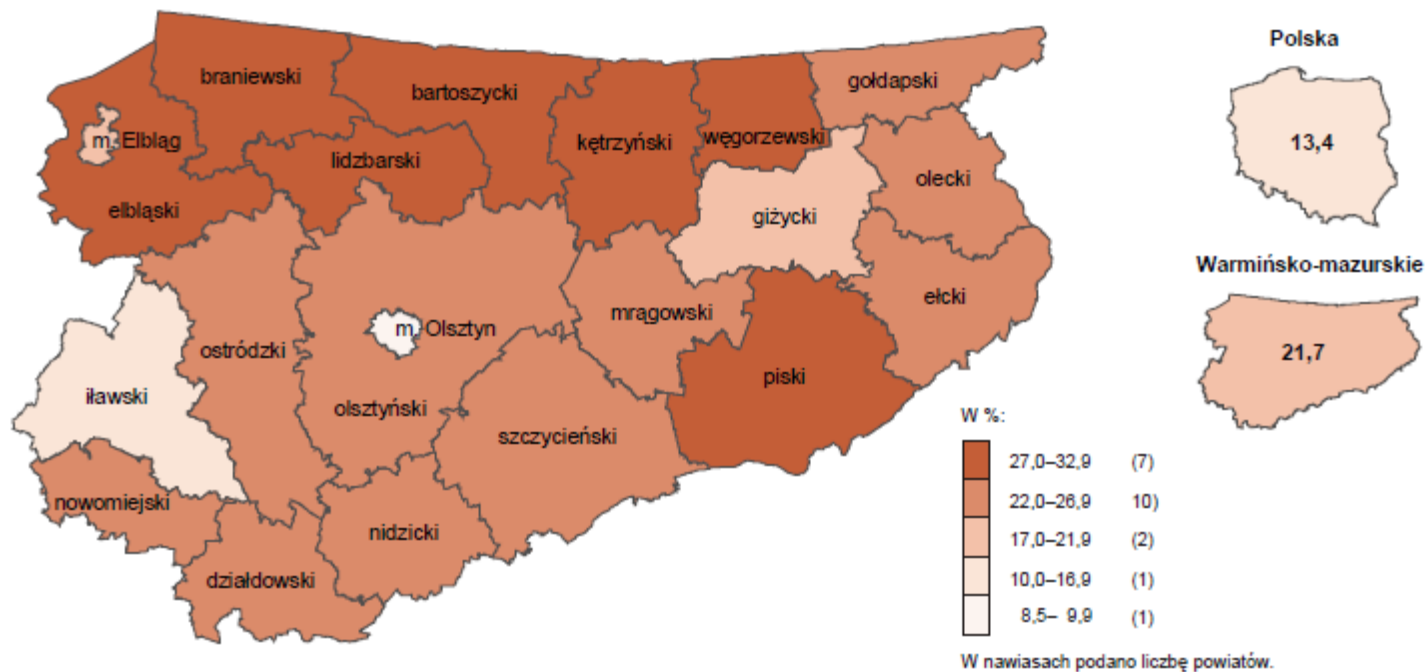 Polska
braniewski
gołdapski
bartoszycki
m. Elbląg
kętrzyński
węgorzewski
13,4
lidzbarski
olecki
elbląski
giżycki
Warmińsko-mazurskie
ełcki
mrągowski
m. Olsztyn
ostródzki
21,7
piski
iławski
olsztyński
szczycieński
W %:
27,0–32,9 (7)
22,0–26,9 10)
17,0–21,9 (2)
10,0–16,9 (1)
8,5– 9,9 (1)
nowomiejski
nidzicki
działdowski
W nawiasach podano liczbę powiatów.